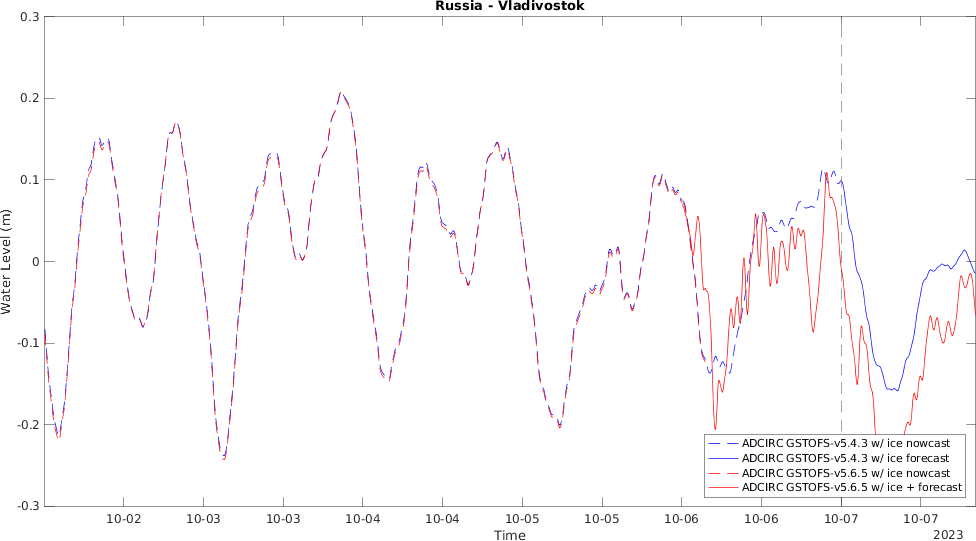 Russia - Vladivostok
Water Level (m)
0.3
0.2
0.1
0
-0.1
-0.2
-0.3
10-02
10-03
10-03
10-04
10-04
10-05
10-05
10-06
10-06
10-07
10-07
Time
2023
ADCIRC GSTOFS-v5.4.3 w/ ice nowcast
ADCIRC GSTOFS-v5.4.3 w/ ice forecast
ADCIRC GSTOFS-v5.6.5 w/ ice nowcast
ADCIRC GSTOFS-v5.6.5 w/ ice + forecast